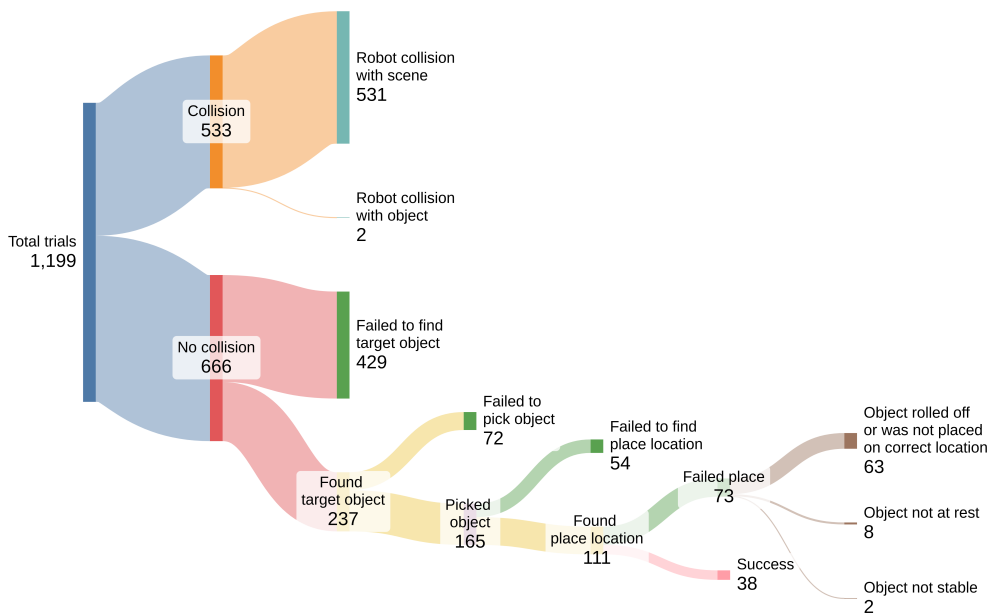 Total trials
1,199
Collision
533
Robot collision
with scene
531
Robot collision
with object
2
No collision
666
Failed to find
target object
429
Found
target object
237
Failed to
pick object
72
Picked
object
165
Failed to find
place location
54
Found
place location
111
Failed place
73
Success
38
Object rolled off
or was not placed
on correct location
63
Object not at rest
8
Object not stable
2